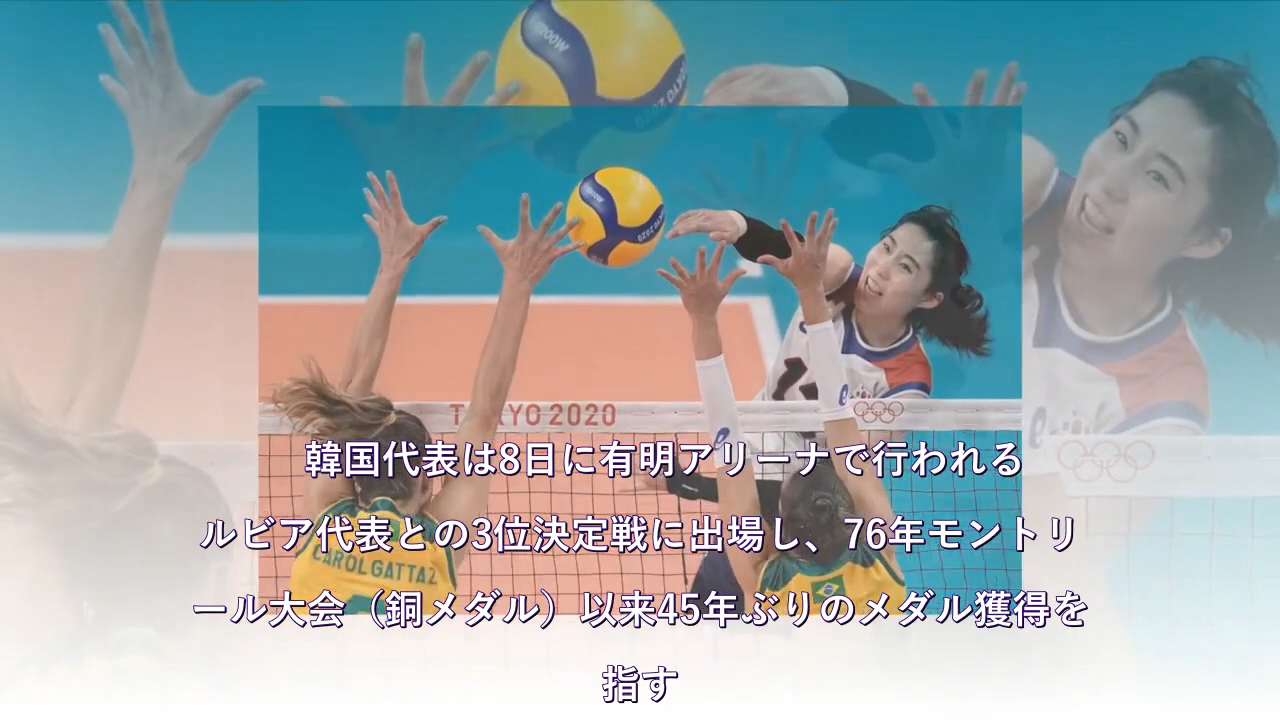 TOKYO 2020
TOKYO 2020
韓国代表は8日に有明アリーナで行われる
ルビア代表との3位決定戦に出場し、76年モントリ
ール大会（銅メダル）以来45年ぶりのメダル獲得を
指す
CAROL GATTAZ